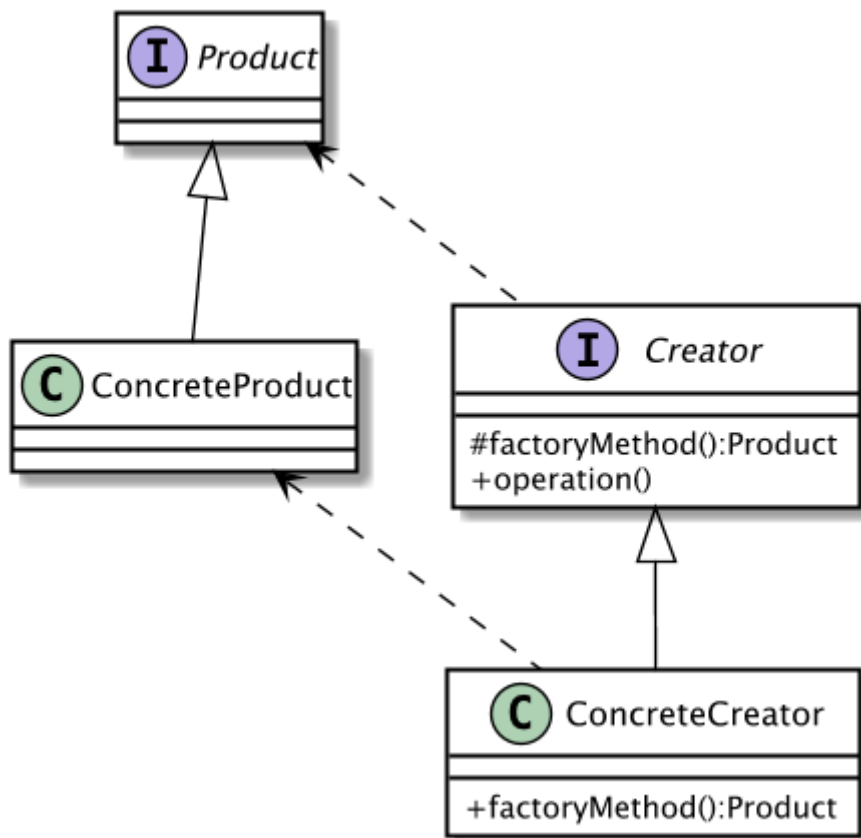 I Product
C ConcreteProduct
I Creator
#factoryMethod():Product
+operation()
C ConcreteCreator
+factoryMethod():Product